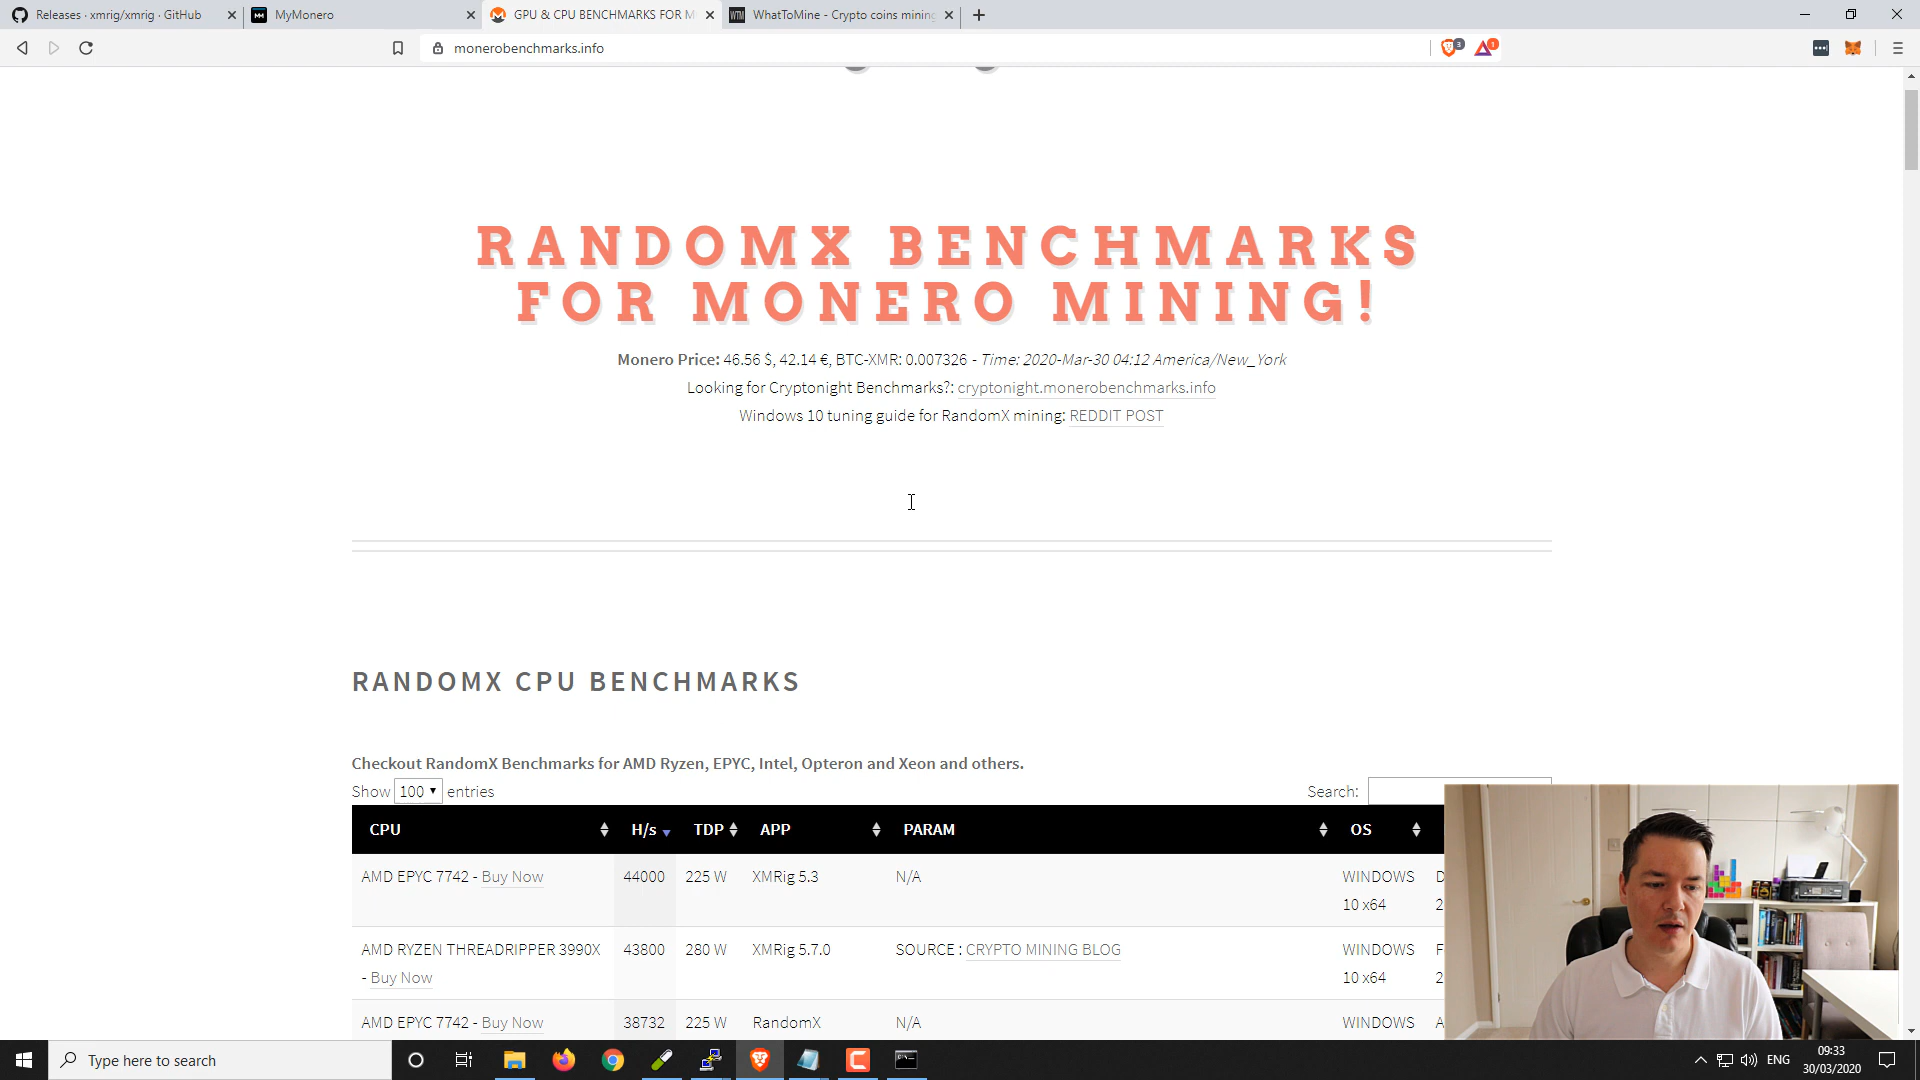 Releases · xmrig/xmrig · GitHub
MyMonero
GPU & CPU BENCHMARKS FOR M
WhatToMine - Crypto coins mining
monerobenchmarks.info
3
1
RANDOMX BENCHMARKS
FOR MONERO MINING!
Monero Price: 46.56 $, 42.14 €, BTC-XMR: 0.007326 - Time: 2020-Mar-30 04:12 America/New_York
Looking for Cryptonight Benchmarks?: cryptonight.monerobenchmarks.info
Windows 10 tuning guide for RandomX mining: REDDIT POST
RANDOMX CPU BENCHMARKS
Checkout RandomX Benchmarks for AMD Ryzen, EPYC, Intel, Opteron and Xeon and others.
Show 100 entries
Search:
CPU H/s TDP APP PARAM OS
AMD EPYC 7742 - Buy Now 44000 225 W XMRig 5.3 N/A WINDOWS D
10 x64 2
AMD RYZEN THREADRIPPER 3990X 43800 280 W XMRig 5.7.0 SOURCE : CRYPTO MINING BLOG WINDOWS F
- Buy Now 10 x64 2
AMD EPYC 7742 - Buy Now 38732 225 W RandomX N/A WINDOWS A
Type here to search
ENG
09:33
30/03/2020